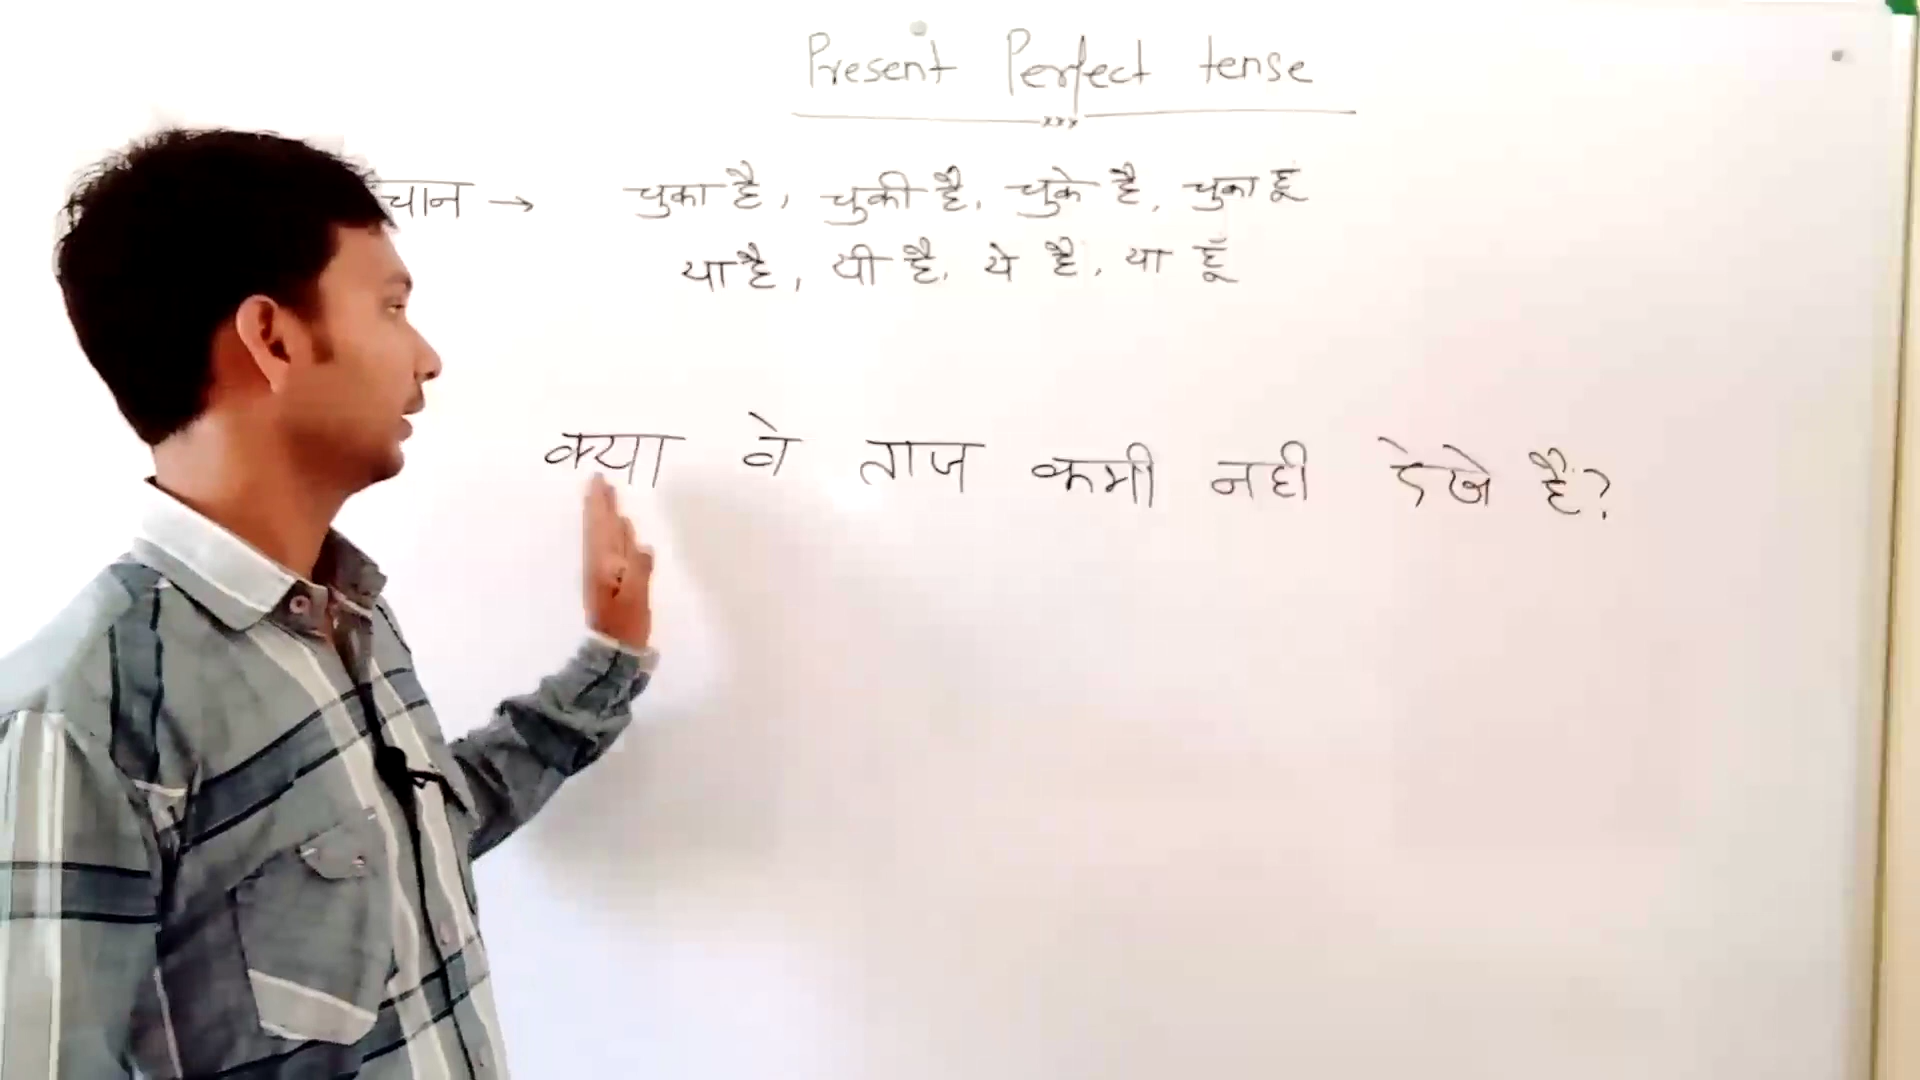 Present Perfect tense
चान → चुका है, चुकी है, चुके है, चुका हूँ
या है, यी है, ये है, या हूँ
क्या वे ताज कभी नही देखे हैं?